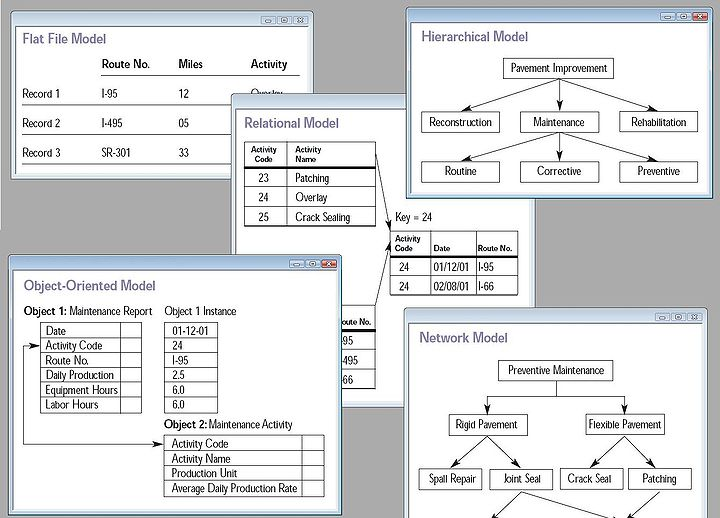 Flat File Model
Route No. Miles Activity
Record 1 I-95 12 Overlay
Record 2 I-495 05
Record 3 SR-301 33
Relational Model
Activity Code Activity Name
23 Patching
24 Overlay
25 Crack Sealing
Key = 24
Activity Code Date Route No.
24 01/12/01 I-95
24 02/08/01 I-66
oute No.
-95
-495
-66
Hierarchical Model
Pavement Improvement
Reconstruction Maintenance Rehabilitation
Routine Corrective Preventive
Object-Oriented Model
Object 1: Maintenance Report Object 1 Instance
Date 01-12-01
Activity Code 24
Route No. I-95
Daily Production 2.5
Equipment Hours 6.0
Labor Hours 6.0
Object 2: Maintenance Activity
Activity Code
Activity Name
Production Unit
Average Daily Production Rate
Network Model
Preventive Maintenance
Rigid Pavement Flexible Pavement
Spall Repair Joint Seal Crack Seal Patching